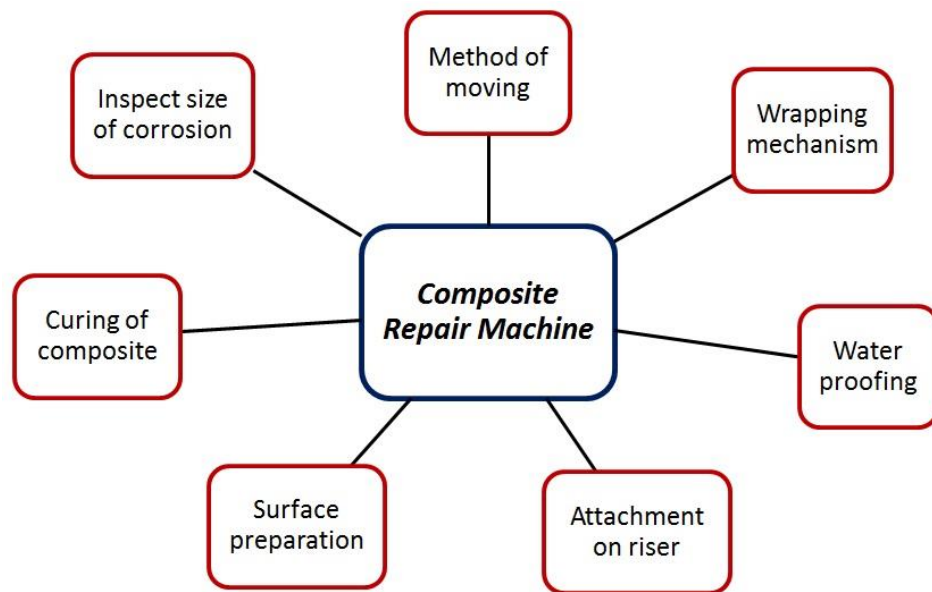 Method of
moving
Inspect size
of corrosion
Wrapping
mechanism
Composite
Repair Machine
Curing of
composite
Water
proofing
Surface
preparation
Attachment
on riser